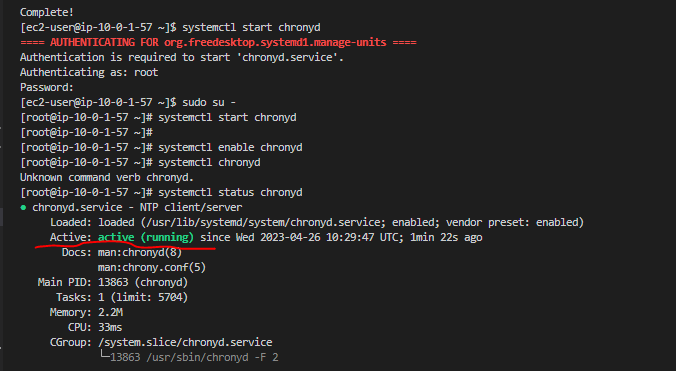 Complete!
[ec2-user@ip-10-0-1-57 ~]$ systemctl start chronyd
==== AUTHENTICATING FOR org.freedesktop.systemd1.manage-units ====
Authentication is required to start 'chronyd.service'.
Authenticating as: root
Password:
[ec2-user@ip-10-0-1-57 ~]$ sudo su -
[root@ip-10-0-1-57 ~]# systemctl start chronyd
[root@ip-10-0-1-57 ~]#
[root@ip-10-0-1-57 ~]# systemctl enable chronyd
[root@ip-10-0-1-57 ~]# systemctl chronyd
Unknown command verb chronyd.
[root@ip-10-0-1-57 ~]# systemctl status chronyd
● chronyd.service - NTP client/server
Loaded: loaded (/usr/lib/systemd/system/chronyd.service; enabled; vendor preset: enabled)
Active: active (running) since Wed 2023-04-26 10:29:47 UTC; 1min 22s ago
Docs: man:chronyd(8)
man:chrony.conf(5)
Main PID: 13863 (chronyd)
Tasks: 1 (limit: 5704)
Memory: 2.2M
CPU: 33ms
CGroup: /system.slice/chronyd.service
└─13863 /usr/sbin/chronyd -F 2